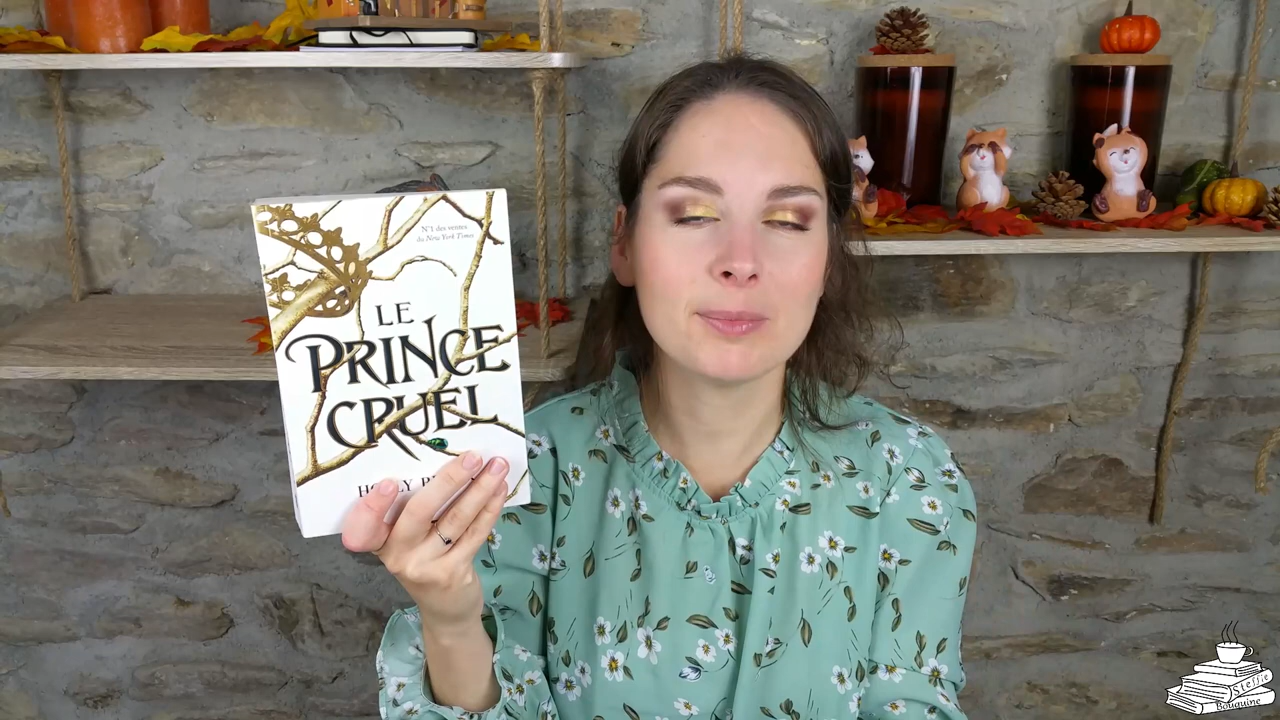 N°1 des ventes
du New York Times
LE
PRINCE
CRUEL
Steffie
Bouquine